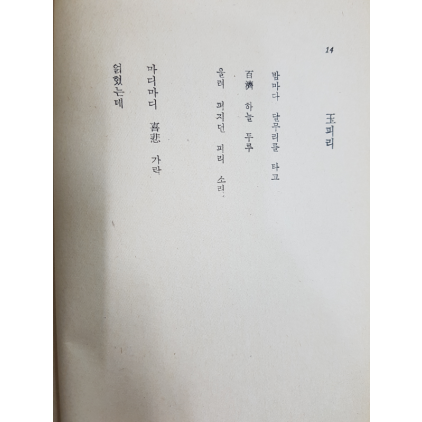 14
玉피리
밤마다 달무리를 타고
百濟 하늘 두루
울려 퍼지던 피리 소리.
마디마디 喜悲 가락
얽혔는데